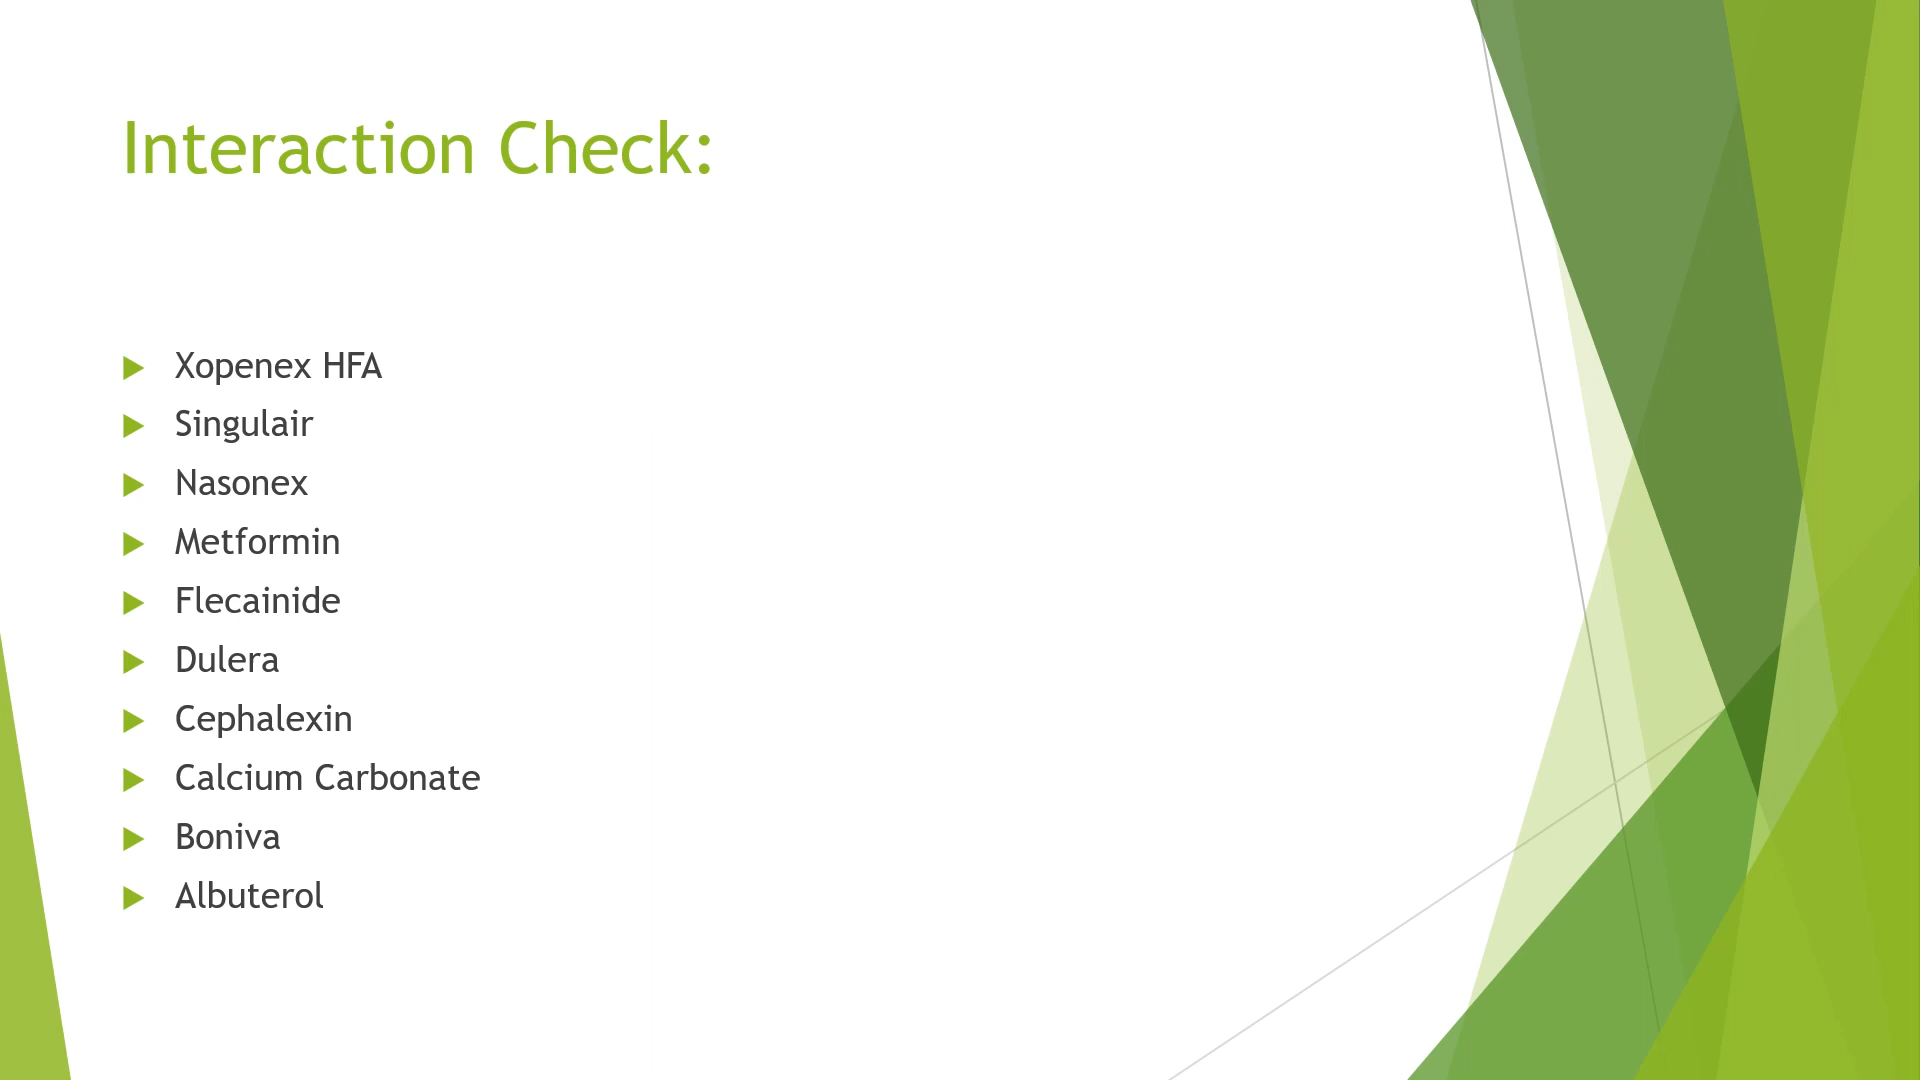 Interaction Check:
Xopenex HFA
Singulair
Nasonex
Metformin
Flecainide
Dulera
Cephalexin
Calcium Carbonate
Boniva
Albuterol